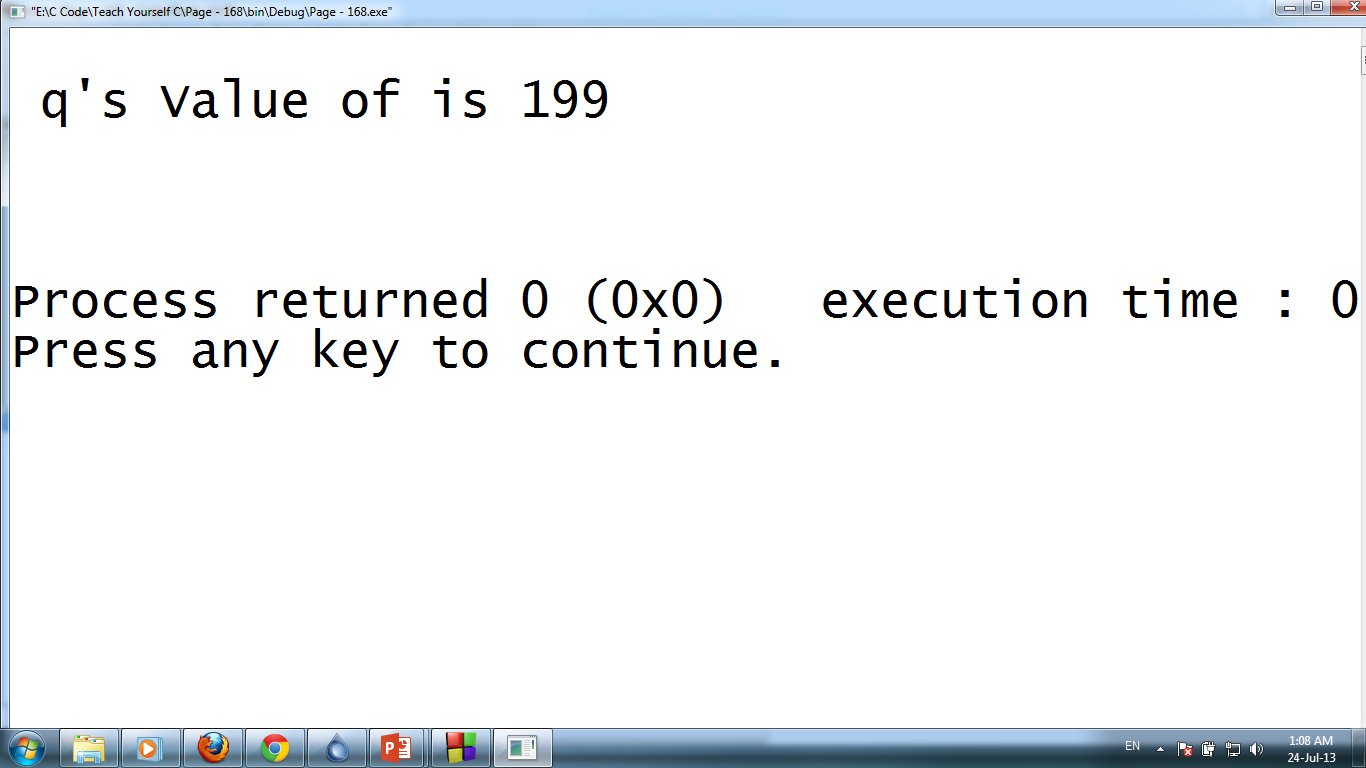 "E:\C Code\Teach Yourself C\Page - 168\bin\Debug\Page - 168.exe"
q's Value of is 199
Process returned 0 (0x0)   execution time : 0
Press any key to continue.
EN
1:08 AM
24-Jul-13